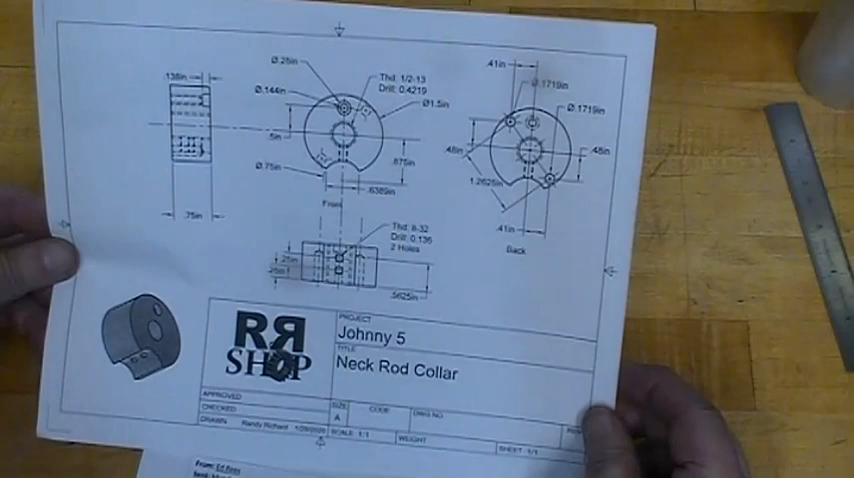 .138in
Ø.25in
Ø.144in
Thd: 1/2-13
Drill: 0.4219
Ø1.5in
.5in
Ø.75in
.875in
.6389in
Front
.75in
.41in
Ø.1719in
Ø.1719in
.48in
.48in
1.2625in
.41in
Back
Thd: 8-32
Drill: 0.136
2 Holes
.25in
.25in
.5625in
RR
SHOP
PROJECT
Johnny 5
TITLE
Neck Rod Collar
APPROVED
CHECKED
DRAWN Randy Richard
SIZE
A
CODE
DWG NO
SCALE 1:1
WEIGHT
SHEET 1/1
From: Ed Rees